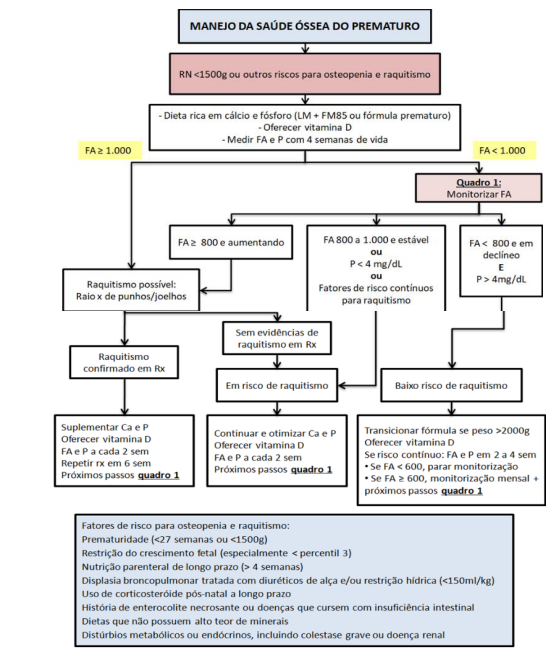 MANEJO DA SAÚDE ÓSSEA DO PREMATURO
RN <1500g ou outros riscos para osteopenia e raquitismo
- Dieta rica em cálcio e fósforo (LM + FM85 ou fórmula prematuro)
- Oferecer vitamina D
- Medir FA e P com 4 semanas de vida
FA ≥ 1.000
FA < 1.000
Quadro 1:
Monitorizar FA
FA ≥ 800 e aumentando
FA 800 a 1.000 e estável
ou
P < 4 mg/dL
ou
Fatores de risco contínuos
para raquitismo
FA < 800 e em
declíneo
E
P > 4mg/dL
Raquitismo possível:
Raio x de punhos/joelhos
Sem evidências de
raquitismo em Rx
Raquitismo
confirmado em Rx
Em risco de raquitismo
Baixo risco de raquitismo
Suplementar Ca e P
Oferecer vitamina D
FA e P a cada 2 sem
Repetir rx em 6 sem
Próximos passos quadro 1
Continuar e otimizar Ca e P
Oferecer vitamina D
FA e P a cada 2 sem
Próximos passos quadro 1
Transicionar fórmula se peso >2000g
Oferecer vitamina D
Se risco contínuo: FA e P em 2 a 4 sem
• Se FA < 600, parar monitorização
• Se FA ≥ 600, monitorização mensal +
próximos passos quadro 1
Fatores de risco para osteopenia e raquitismo:
Prematuridade (<27 semanas ou <1500g)
Restrição do crescimento fetal (especialmente < percentil 3)
Nutrição parenteral de longo prazo (> 4 semanas)
Displasia broncopulmonar tratada com diuréticos de alça e/ou restrição hídrica (<150ml/kg)
Uso de corticosteróide pós-natal a longo prazo
História de enterocolite necrosante ou doenças que cursem com insuficiência intestinal
Dietas que não possuem alto teor de minerais
Distúrbios metabólicos ou endócrinos, incluindo colestase grave ou doença renal